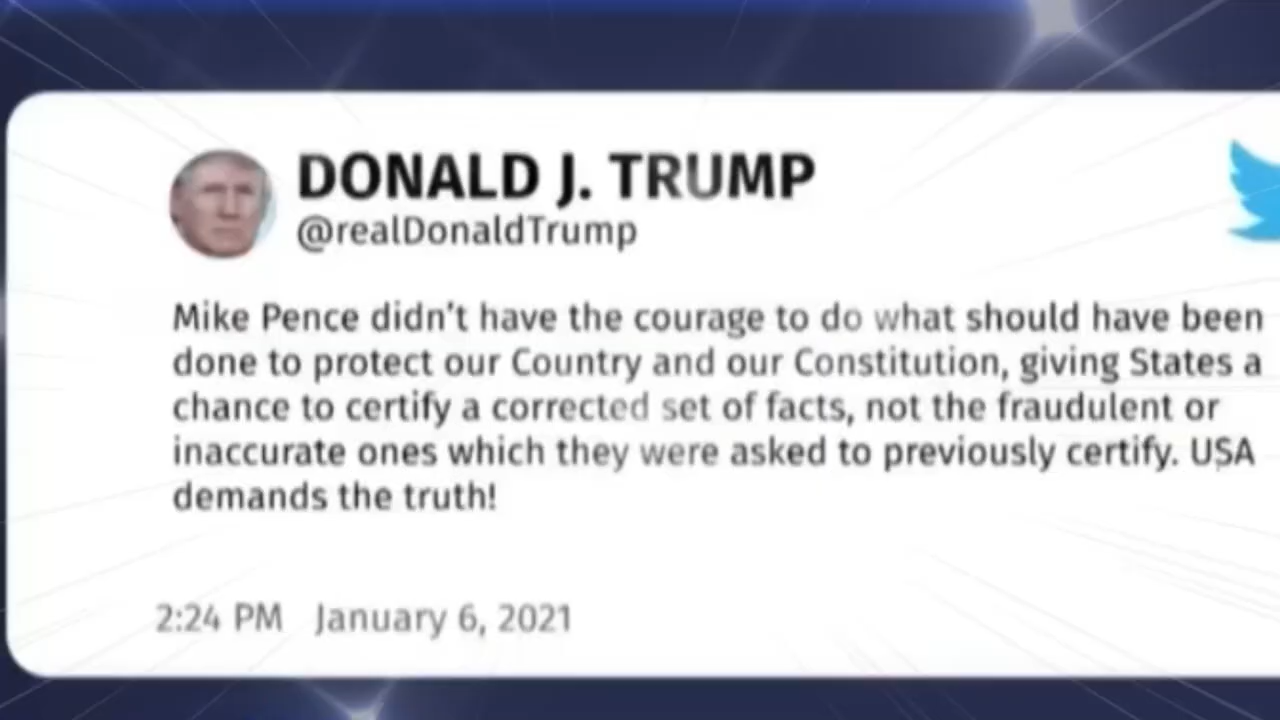 DONALD J. TRUMP
@realDonaldTrump
Mike Pence didn't have the courage to do what should have been
done to protect our Country and our Constitution, giving States a
chance to certify a corrected set of facts, not the fraudulent or
inaccurate ones which they were asked to previously certify. USA
demands the truth!
2:24 PM January 6, 2021